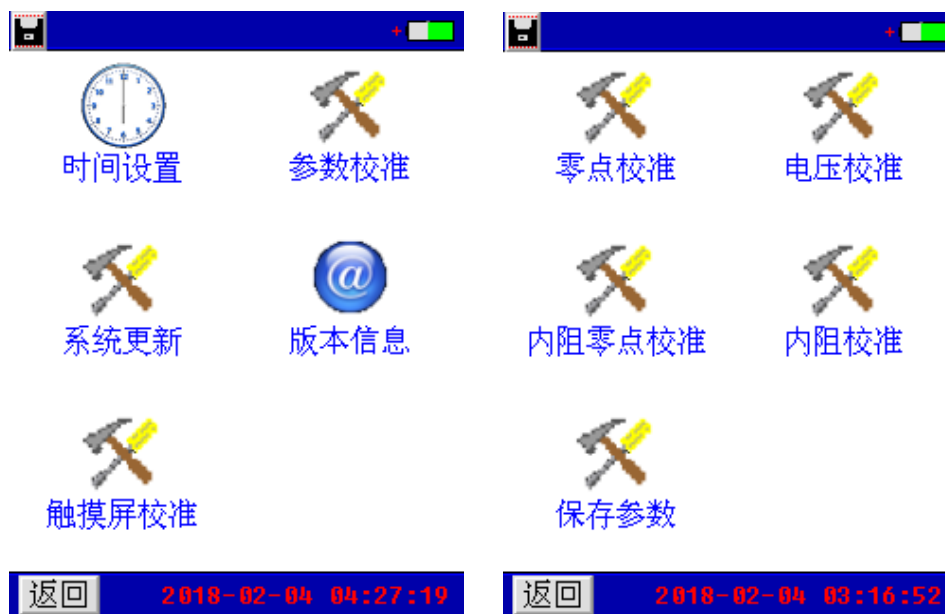 时间设置
参数校准
系统更新
版本信息
触摸屏校准
返回 2018-02-04 04:27:19
零点校准
电压校准
内阻零点校准
内阻校准
保存参数
返回 2018-02-04 03:16:52